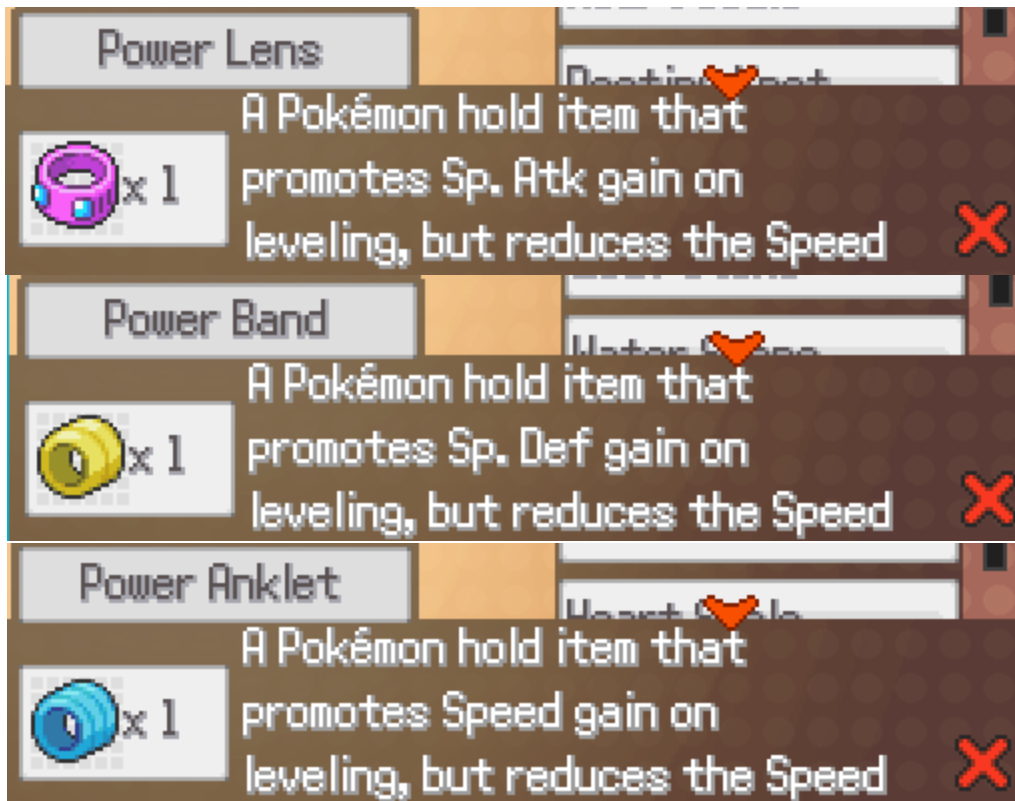 Power Lens
A Pokémon hold item that
x 1
promotes Sp. Atk gain on
leveling, but reduces the Speed
Power Band
A Pokémon hold item that
x 1
promotes Sp. Def gain on
leveling, but reduces the Speed
Power Anklet
A Pokémon hold item that
x 1
promotes Speed gain on
leveling, but reduces the Speed